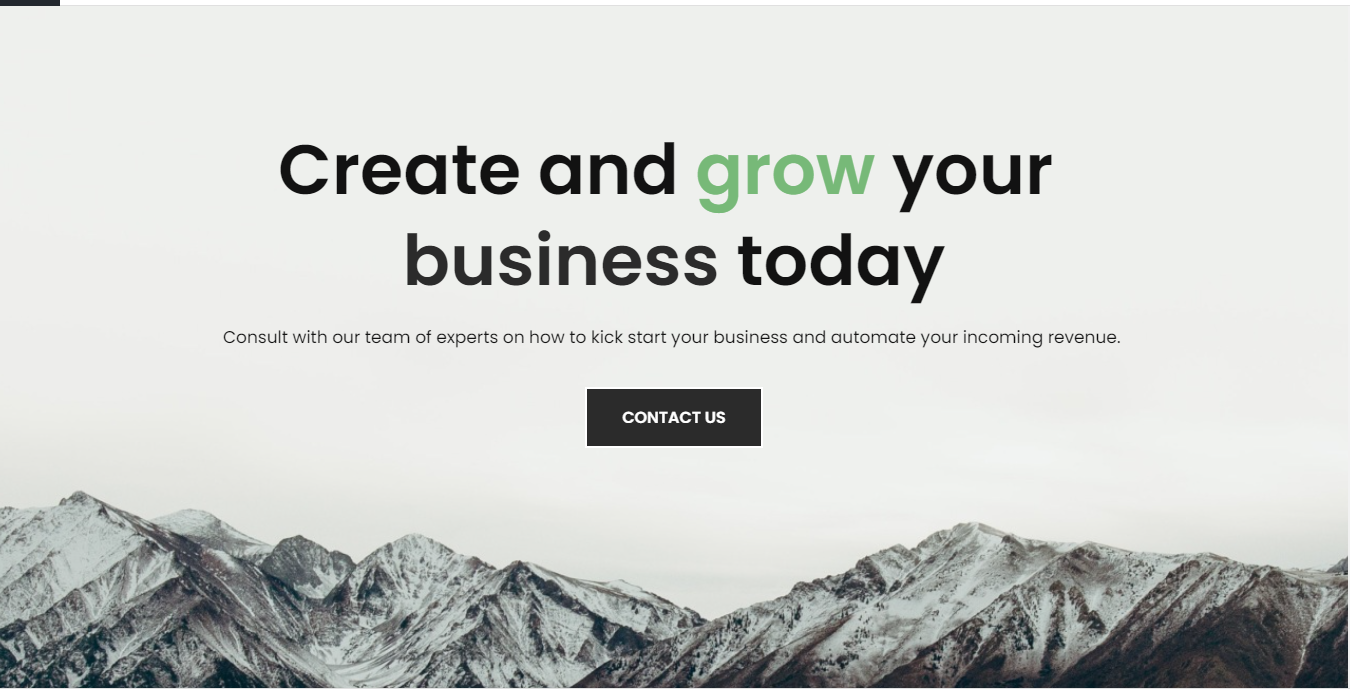 Create and grow your
business today
Consult with our team of experts on how to kick start your business and automate your incoming revenue.
CONTACT US